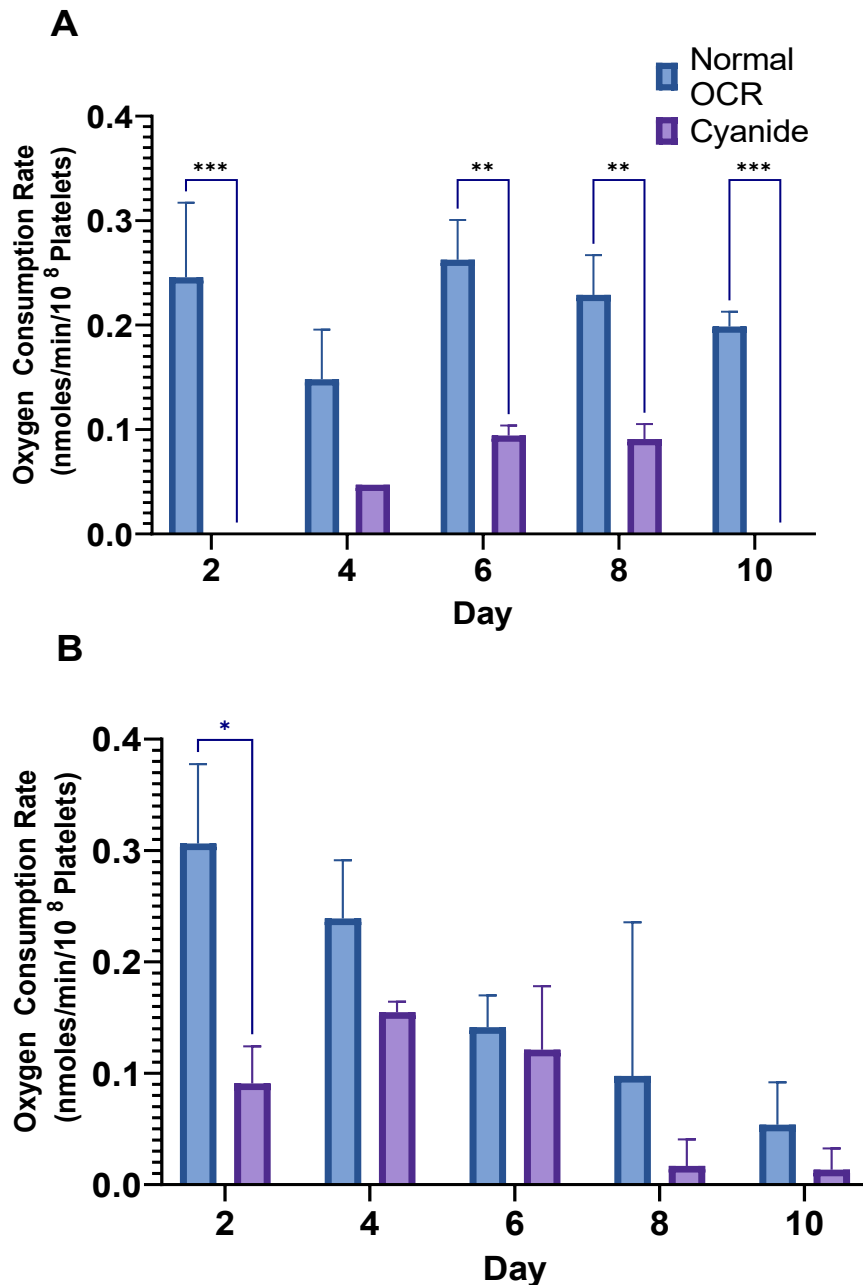 A
Normal
OCR
Cyanide
Oxygen Consumption Rate
(nmoles/min/10 8 Platelets)
0.4
0.3
0.2
0.1
0.0
*** ** ** ***
2 4 6 8 10
Day
B
Oxygen Consumption Rate
(nmoles/min/10 8 Platelets)
0.4
0.3
0.2
0.1
0.0
*
2 4 6 8 10
Day